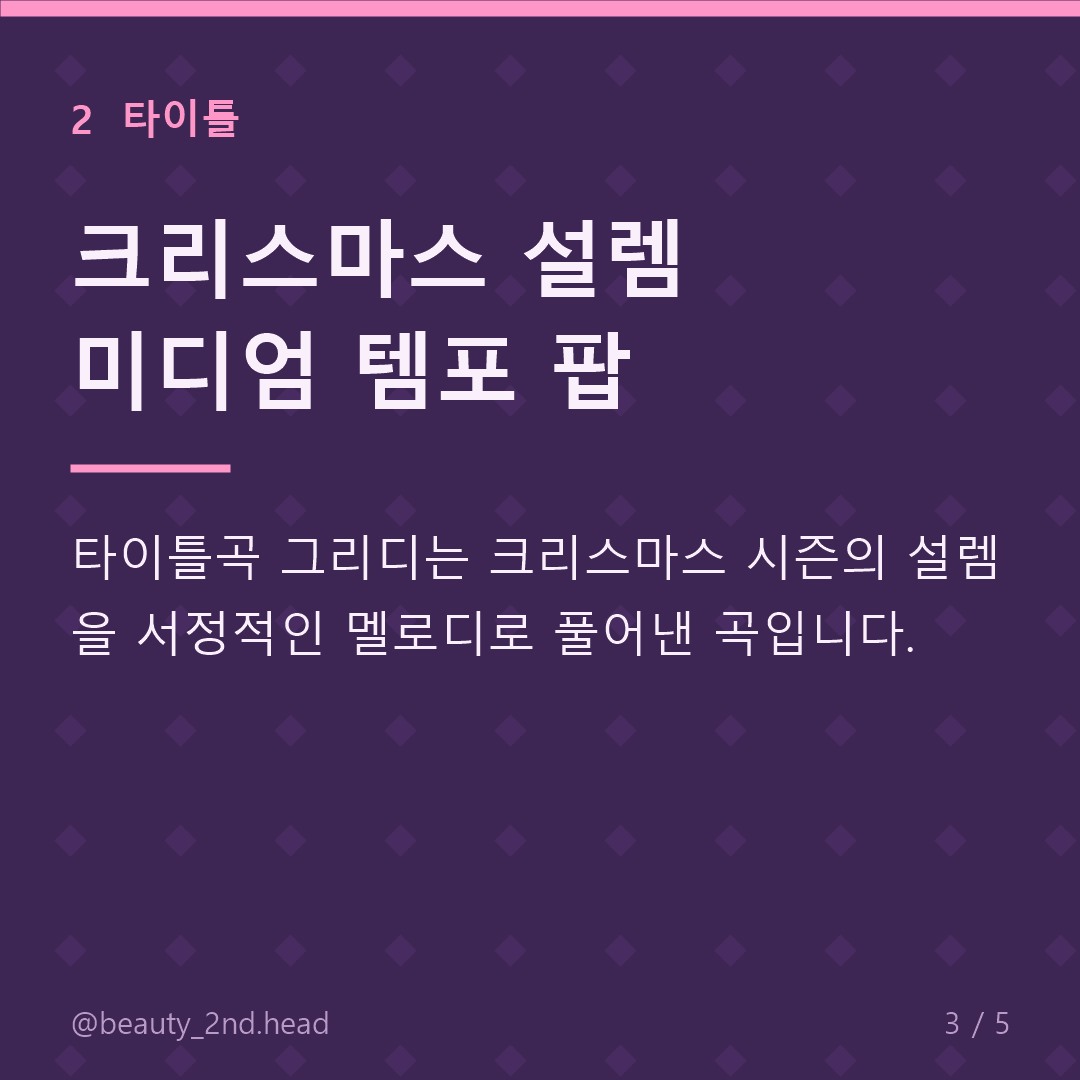 2 타이틀
크리스마스 설렘
미디엄 템포 팝
타이틀곡 그리디는 크리스마스 시즌의 설렘
을 서정적인 멜로디로 풀어낸 곡입니다.
@beauty_2nd.head
3 / 5